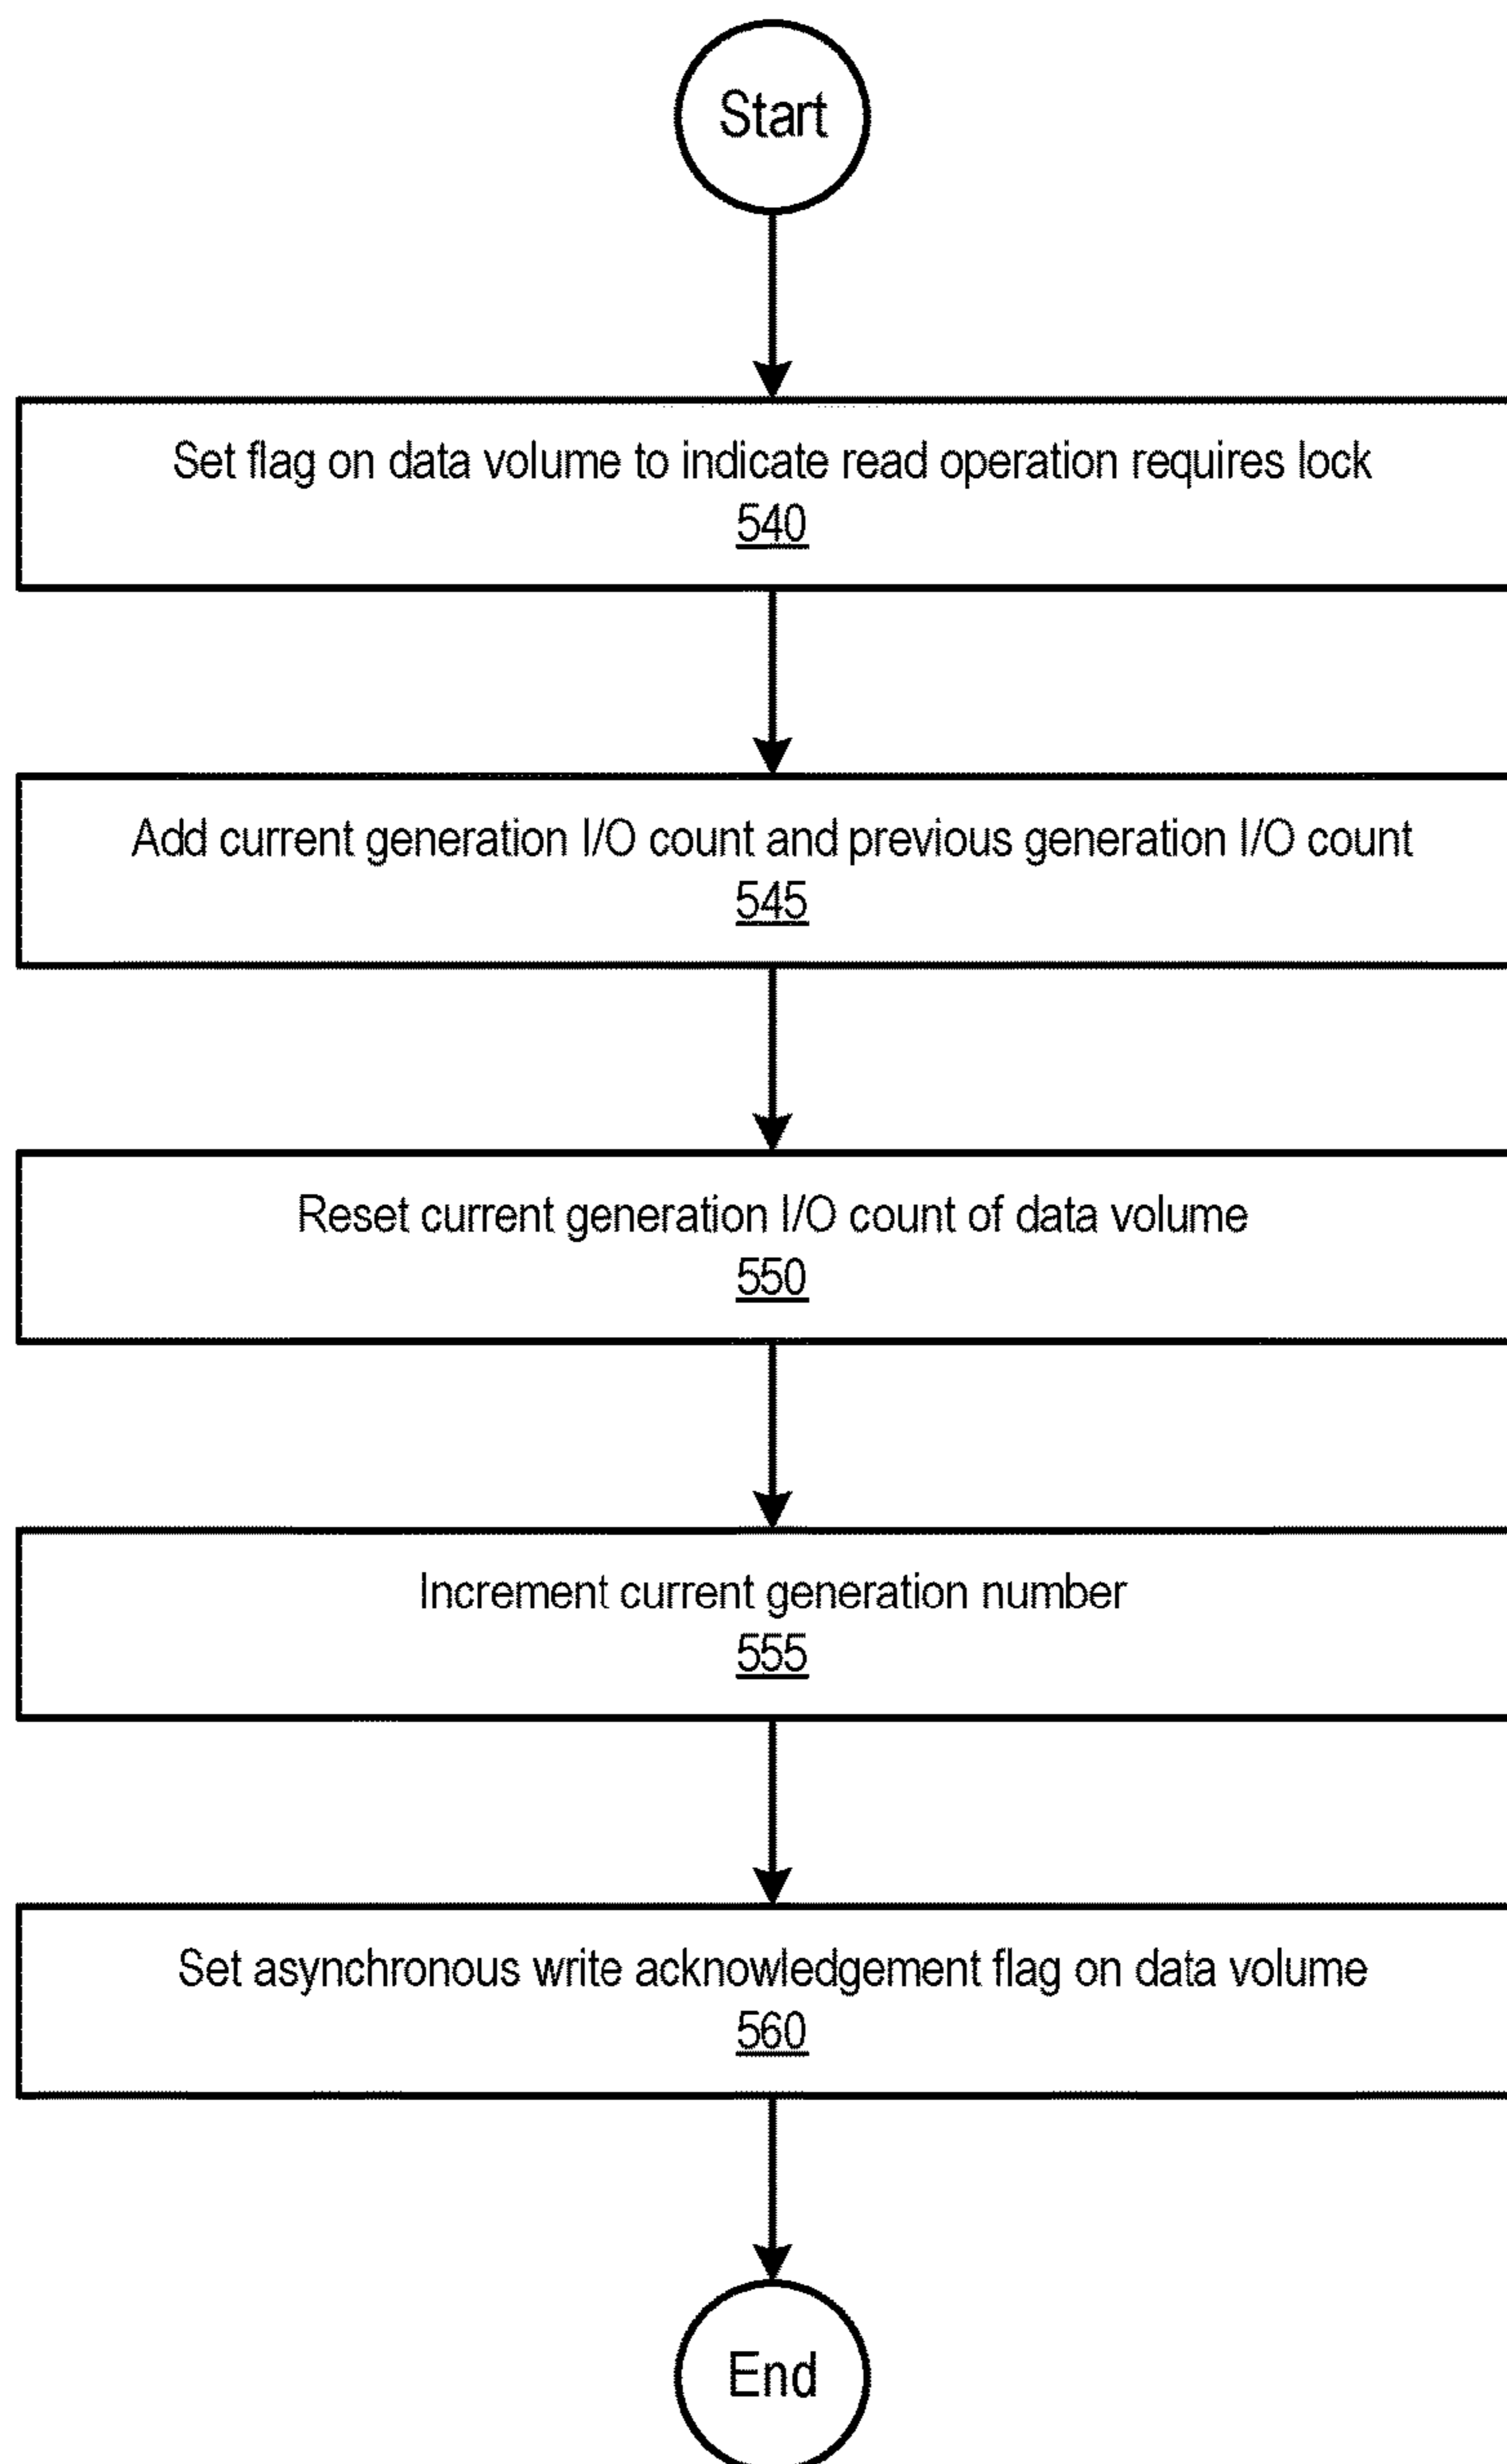 Start
Set flag on data volume to indicate read operation requires lock
540
Add current generation I/O count and previous generation I/O count
545
Reset current generation I/O count of data volume
550
Increment current generation number
555
Set asynchronous write acknowledgement flag on data volume
560
End